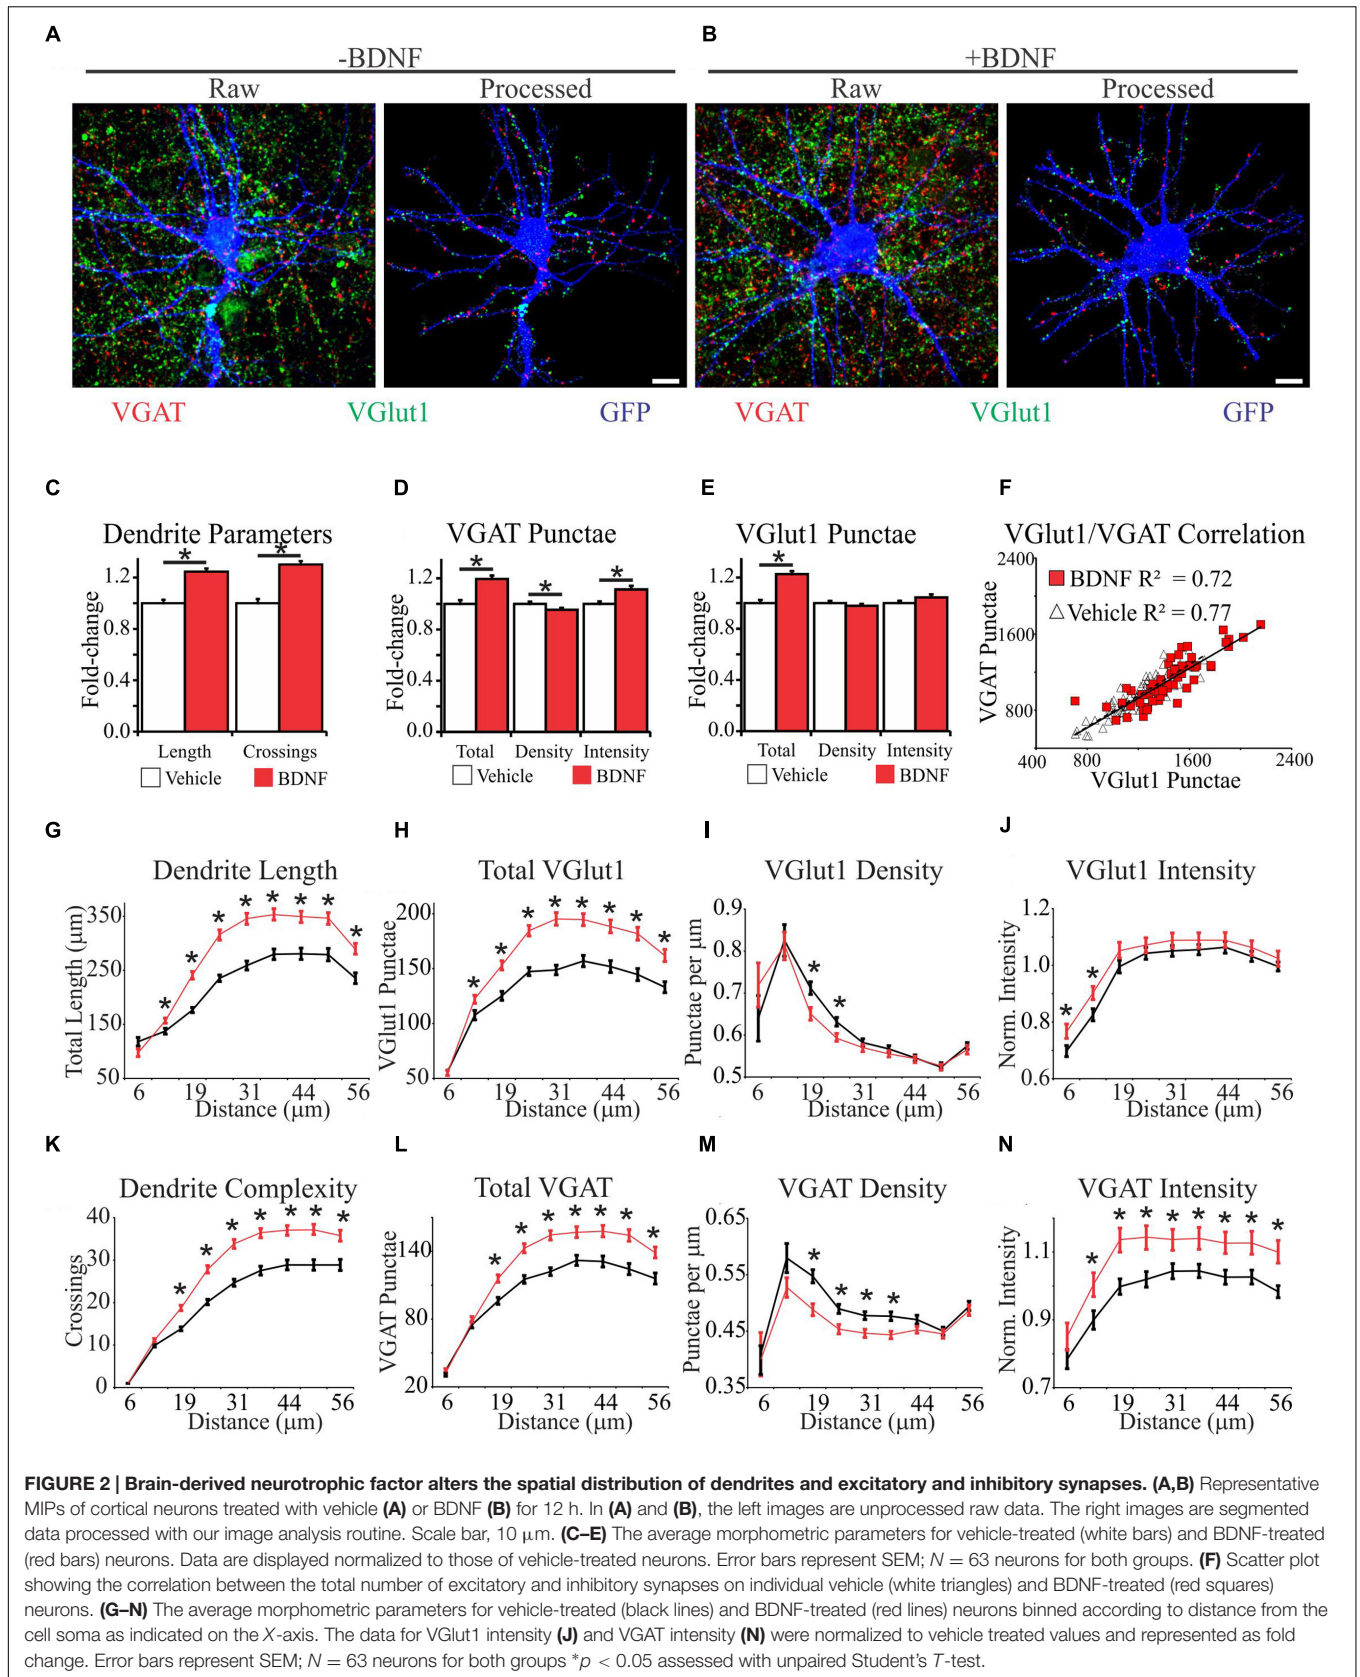 A
B
-BDNF
+BDNF
Raw
Processed
Raw
Processed
VGAT
VGlut1
GFP
VGAT
VGlut1
GFP
C
D
E
F
Dendrite Parameters
Fold-change
1.2
0.8
0.4
0.0
*
*
Length
Crossings
Vehicle
BDNF
VGAT Punctae
Fold-change
1.2
0.8
0.4
0.0
*
*
*
Total
Density
Intensity
Vehicle
BDNF
VGlut1 Punctae
Fold-change
1.2
0.8
0.4
0.0
*
Total
Density
Intensity
Vehicle
BDNF
VGlut1/VGAT Correlation
VGAT Punctae
2400
1600
800
BDNF R² = 0.72
Vehicle R² = 0.77
400
800
1600
2400
VGlut1 Punctae
G
H
I
J
Dendrite Length
Total Length (µm)
350
250
150
50
* * * * * * * *
6 19 31 44 56
Distance (µm)
Total VGlut1
VGlut1 Punctae
200
150
100
50
* * * * * * * *
6 19 31 44 56
Distance (µm)
VGlut1 Density
Punctae per µm
0.9
0.8
0.7
0.6
0.5
* *
6 19 31 44 56
Distance (µm)
VGlut1 Intensity
Norm. Intensity
1.2
1.0
0.8
0.6
* *
6 19 31 44 56
Distance (µm)
K
L
M
N
Dendrite Complexity
Crossings
40
30
20
10
0
* * * * * * *
6 19 31 44 56
Distance (µm)
Total VGAT
VGAT Punctae
140
80
20
* * * * * * *
6 19 31 44 56
Distance (µm)
VGAT Density
Punctae per µm
0.65
0.55
0.45
0.35
* * * *
6 19 31 44 56
Distance (µm)
VGAT Intensity
Norm. Intensity
1.1
0.9
0.7
* * * * * * * *
6 19 31 44 56
Distance (µm)
FIGURE 2 | Brain-derived neurotrophic factor alters the spatial distribution of dendrites and excitatory and inhibitory synapses. (A,B) Representative
MIPs of cortical neurons treated with vehicle (A) or BDNF (B) for 12 h. In (A) and (B), the left images are unprocessed raw data. The right images are segmented
data processed with our image analysis routine. Scale bar, 10 µm. (C–E) The average morphometric parameters for vehicle-treated (white bars) and BDNF-treated
(red bars) neurons. Data are displayed normalized to those of vehicle-treated neurons. Error bars represent SEM; N = 63 neurons for both groups. (F) Scatter plot
showing the correlation between the total number of excitatory and inhibitory synapses on individual vehicle (white triangles) and BDNF-treated (red squares)
neurons. (G–N) The average morphometric parameters for vehicle-treated (black lines) and BDNF-treated (red lines) neurons binned according to distance from the
cell soma as indicated on the X-axis. The data for VGlut1 intensity (J) and VGAT intensity (N) were normalized to vehicle treated values and represented as fold
change. Error bars represent SEM; N = 63 neurons for both groups *p < 0.05 assessed with unpaired Student's T-test.